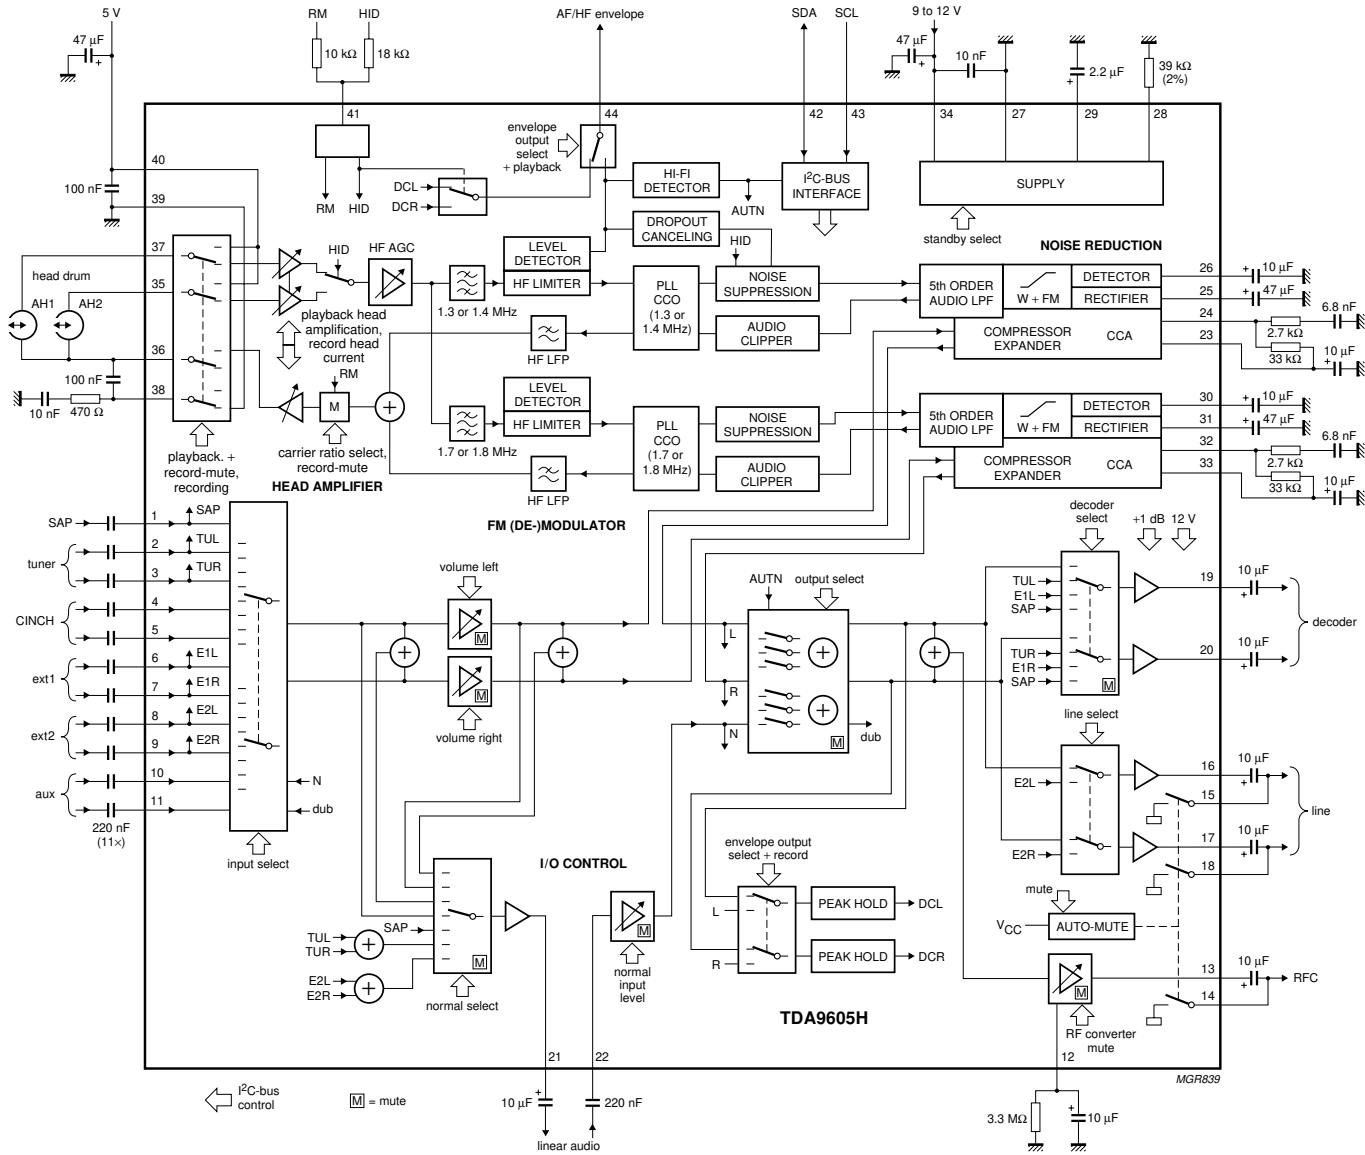 5 V
RM
HID
AF/HF envelope
SDA
SCL
9 to 12 V
47 µF
+
10 kΩ
18 kΩ
47 µF
+
10 nF
2.2 µF
+
39 kΩ
(2%)
41
44
42
43
34
27
29
28
envelope
output
select
+ playback
40
100 nF
39
DCL
DCR
RM
HID
HI-FI
DETECTOR
AUTN
I²C-BUS
INTERFACE
SUPPLY
standby select
DROPOUT
CANCELING
HID
NOISE REDUCTION
37
head drum
35
AH1
AH2
36
100 nF
38
10 nF
470 Ω
HID
HF AGC
playback head
amplification,
record head
current
RM
M
carrier ratio select,
record-mute
playback. +
record-mute,
recording
HEAD AMPLIFIER
1.3 or 1.4 MHz
LEVEL
DETECTOR
HF LIMITER
HF LFP
PLL
CCO
(1.3 or
1.4 MHz)
NOISE
SUPPRESSION
AUDIO
CLIPPER
5th ORDER
AUDIO LPF
W + FM
DETECTOR
RECTIFIER
COMPRESSOR
EXPANDER
CCA
26
+
10 µF
25
+
47 µF
24
6.8 nF
2.7 kΩ
23
33 kΩ
10 µF
+
1.7 or 1.8 MHz
LEVEL
DETECTOR
HF LIMITER
HF LFP
PLL
CCO
(1.7 or
1.8 MHz)
NOISE
SUPPRESSION
AUDIO
CLIPPER
5th ORDER
AUDIO LPF
W + FM
DETECTOR
RECTIFIER
COMPRESSOR
EXPANDER
CCA
30
+
10 µF
31
+
47 µF
32
6.8 nF
2.7 kΩ
33
33 kΩ
10 µF
+
FM (DE-)MODULATOR
SAP
1
SAP
tuner
2
TUL
3
TUR
CINCH
4
5
ext1
6
E1L
7
E1R
ext2
8
E2L
9
E2R
aux
10
N
11
dub
220 nF
(11×)
input select
volume left
M
M
volume right
AUTN
output select
L
R
N
M
dub
decoder
select
+1 dB
12 V
TUL
E1L
SAP
TUR
E1R
SAP
M
19
10 µF
+
20
10 µF
+
decoder
line select
E2L
E2R
16
10 µF
+
15
17
10 µF
+
18
line
I/O CONTROL
SAP
TUL
TUR
E2L
E2R
M
normal select
M
normal
input
level
envelope output
select + record
L
R
PEAK HOLD
DCL
PEAK HOLD
DCR
mute
VCC
AUTO-MUTE
M
RF converter
mute
13
10 µF
+
RFC
14
TDA9605H
21
22
12
MGR839
I²C-bus
control
M = mute
10 µF
+
220 nF
linear audio
3.3 MΩ
+
10 µF